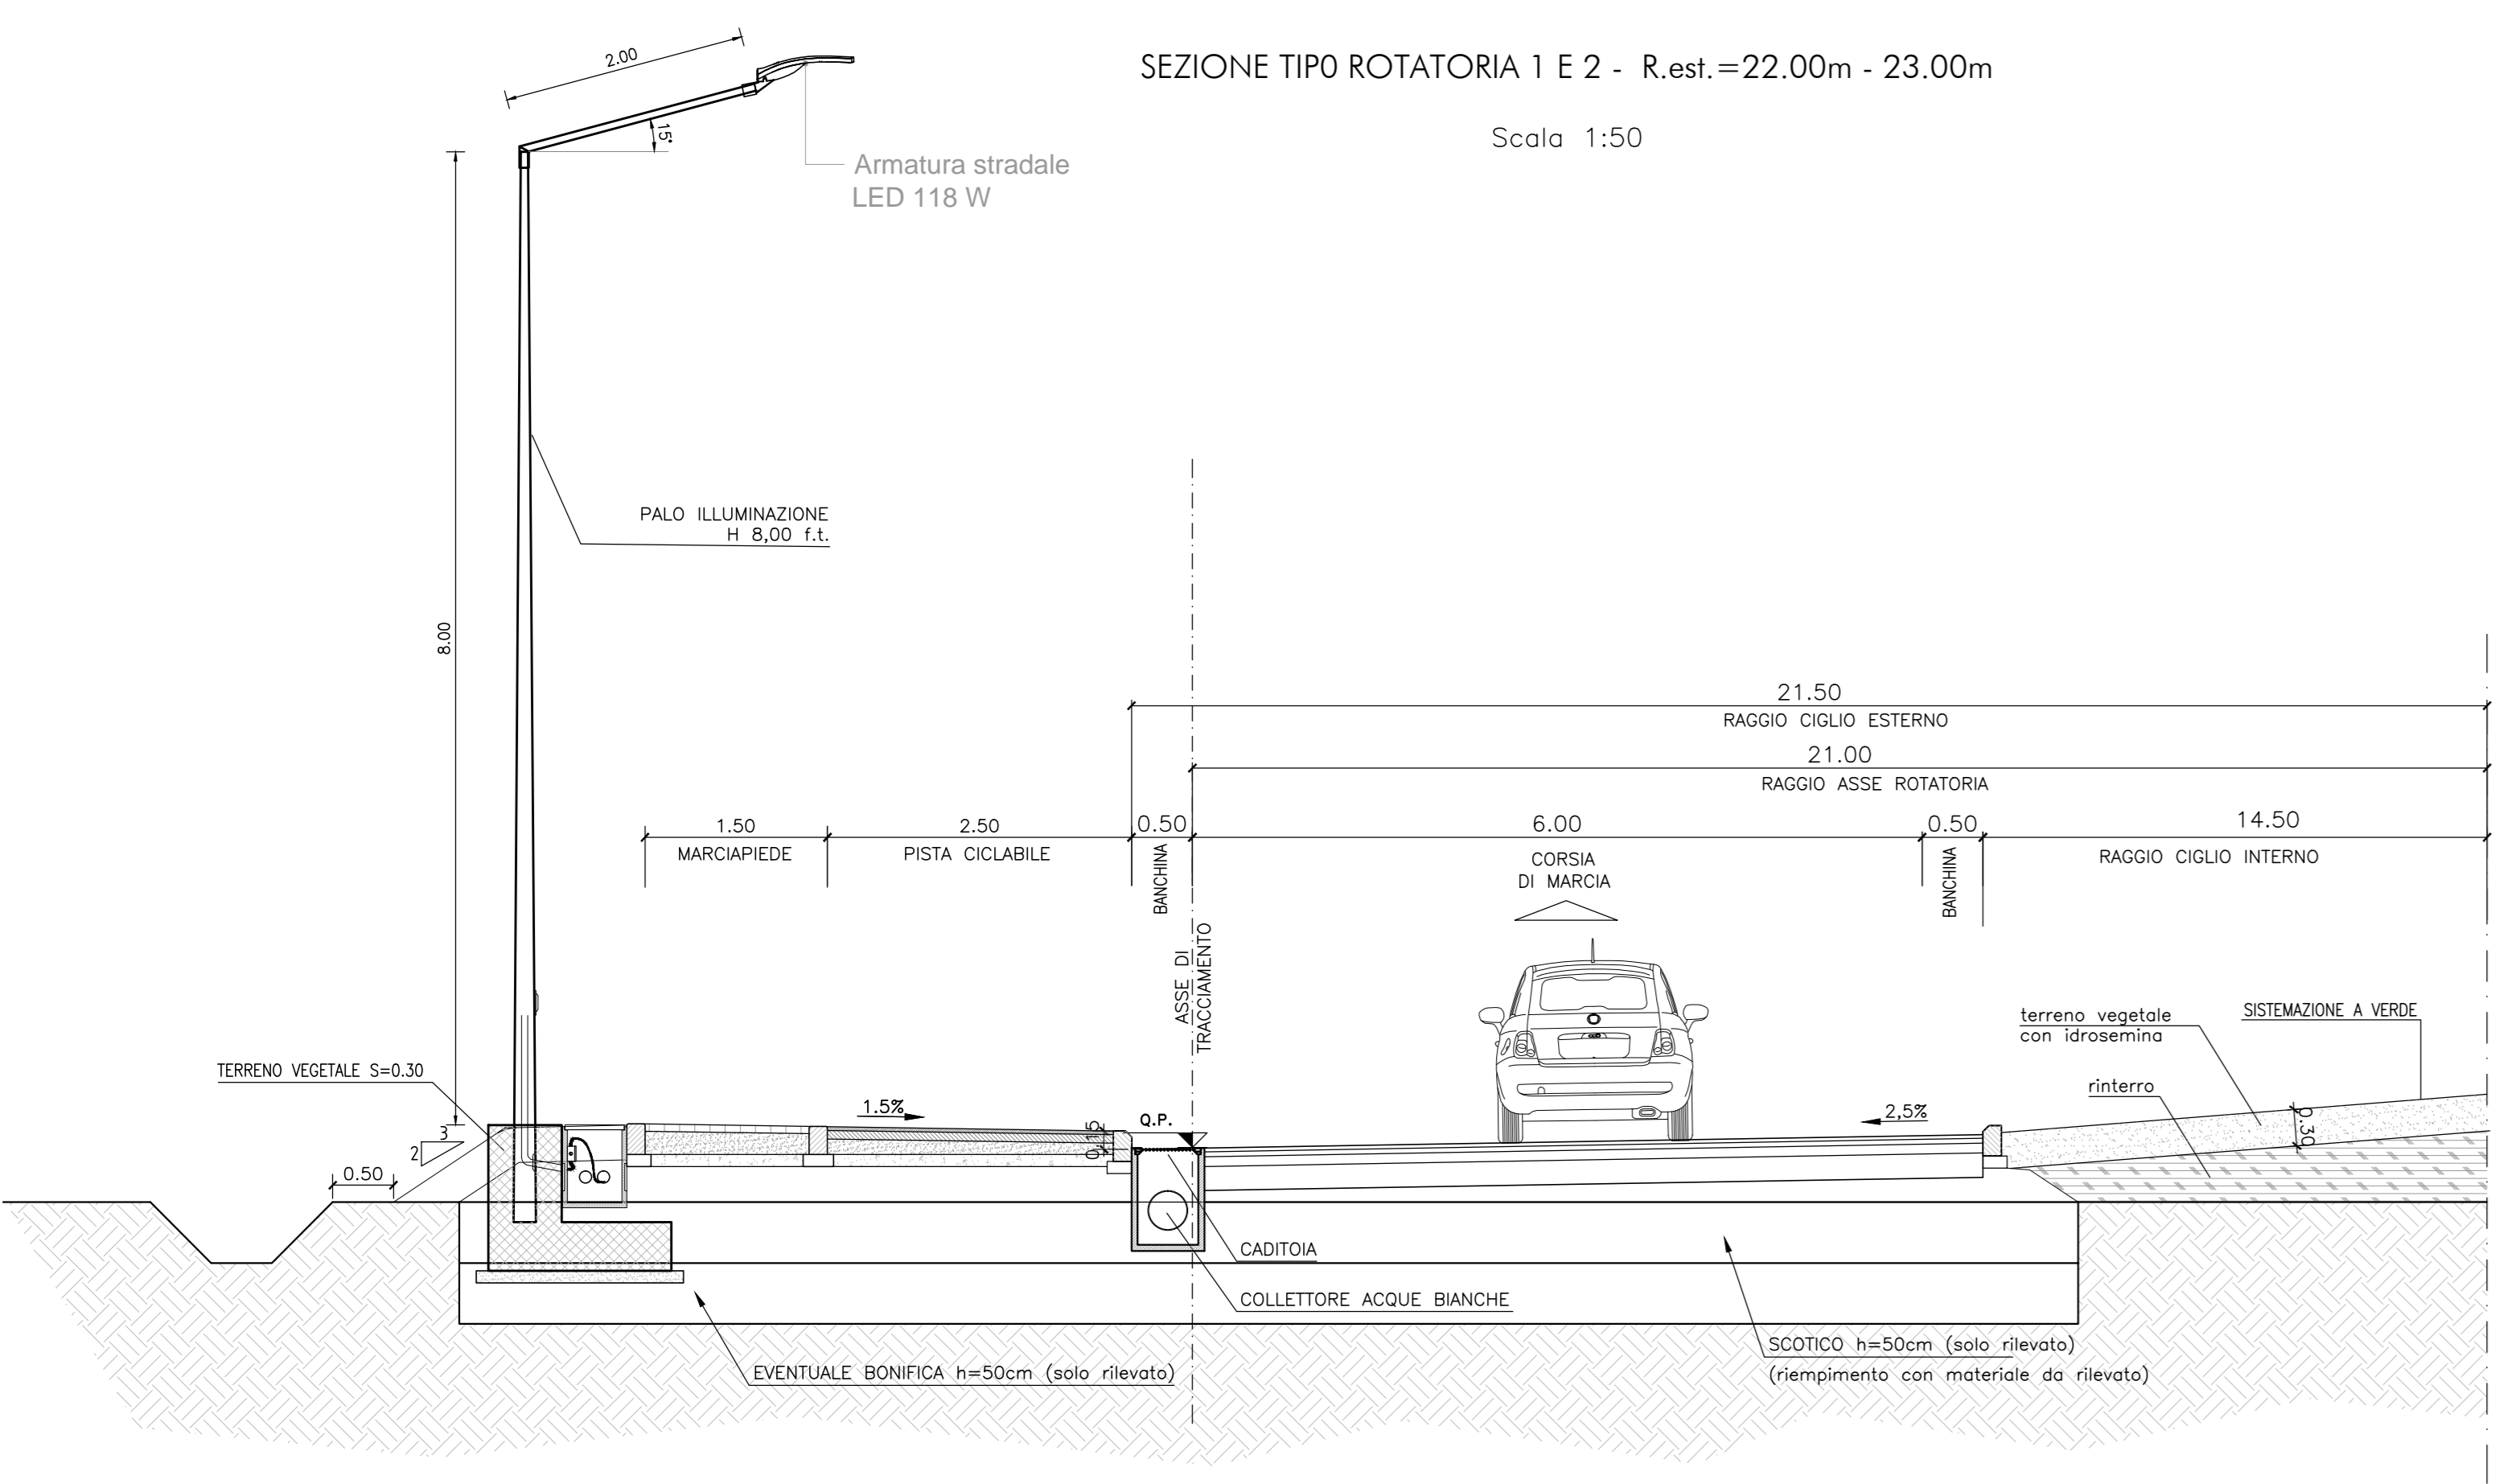 SEZIONE TIP0 ROTATORIA 1 E 2 - R.est.=22.00m - 23.00m
Scala 1:50
2.00
15°
Armatura stradale
LED 118 W
PALO ILLUMINAZIONE
H 8,00 f.t.
8.00
21.50
RAGGIO CIGLIO ESTERNO
21.00
RAGGIO ASSE ROTATORIA
1.50
MARCIAPIEDE
2.50
PISTA CICLABILE
0.50
BANCHINA
6.00
CORSIA
DI MARCIA
0.50
BANCHINA
14.50
RAGGIO CIGLIO INTERNO
ASSE DI
TRACCIAMENTO
terreno vegetale
con idrosemina
SISTEMAZIONE A VERDE
rinterro
TERRENO VEGETALE S=0.30
3
2
0.50
1.5%
0,15
Q.P.
2,5%
0.30
CADITOIA
COLLETTORE ACQUE BIANCHE
EVENTUALE BONIFICA h=50cm (solo rilevato)
SCOTICO h=50cm (solo rilevato)
(riempimento con materiale da rilevato)